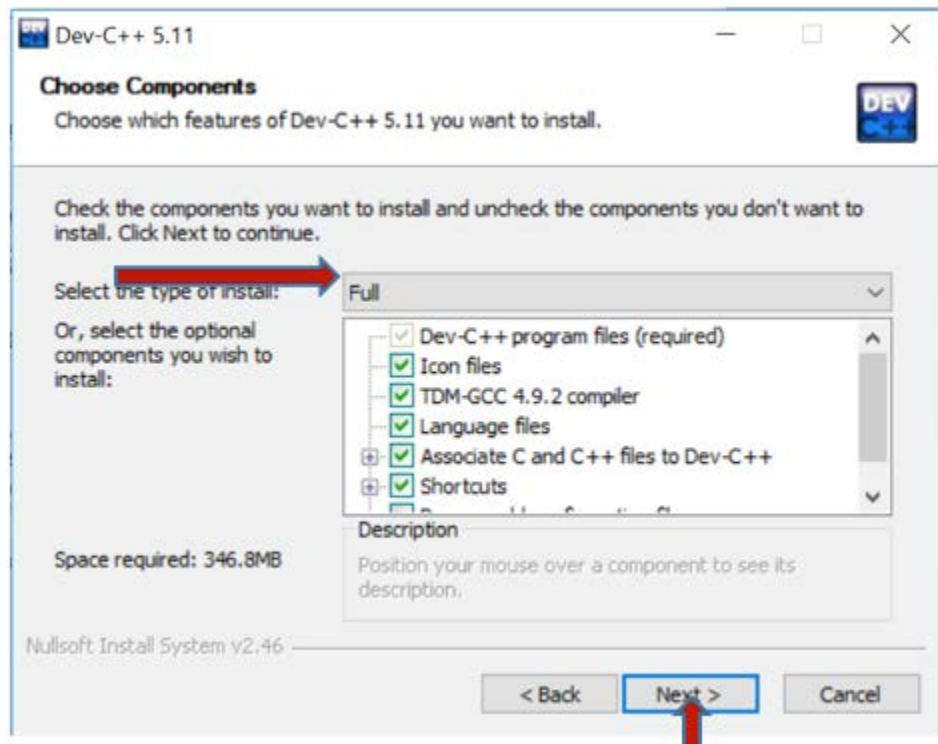 DEV
C++
Dev-C++ 5.11
Choose Components
Choose which features of Dev-C++ 5.11 you want to install.
DEV
C++
Check the components you want to install and uncheck the components you don't want to
install. Click Next to continue.
Select the type of install:
Full
Or, select the optional
components you wish to
install:
Dev-C++ program files (required)
Icon files
TDM-GCC 4.9.2 compiler
Language files
Associate C and C++ files to Dev-C++
Shortcuts
Space required: 346.8MB
Description
Position your mouse over a component to see its
description.
Nullsoft Install System v2.46
< Back
Next >
Cancel